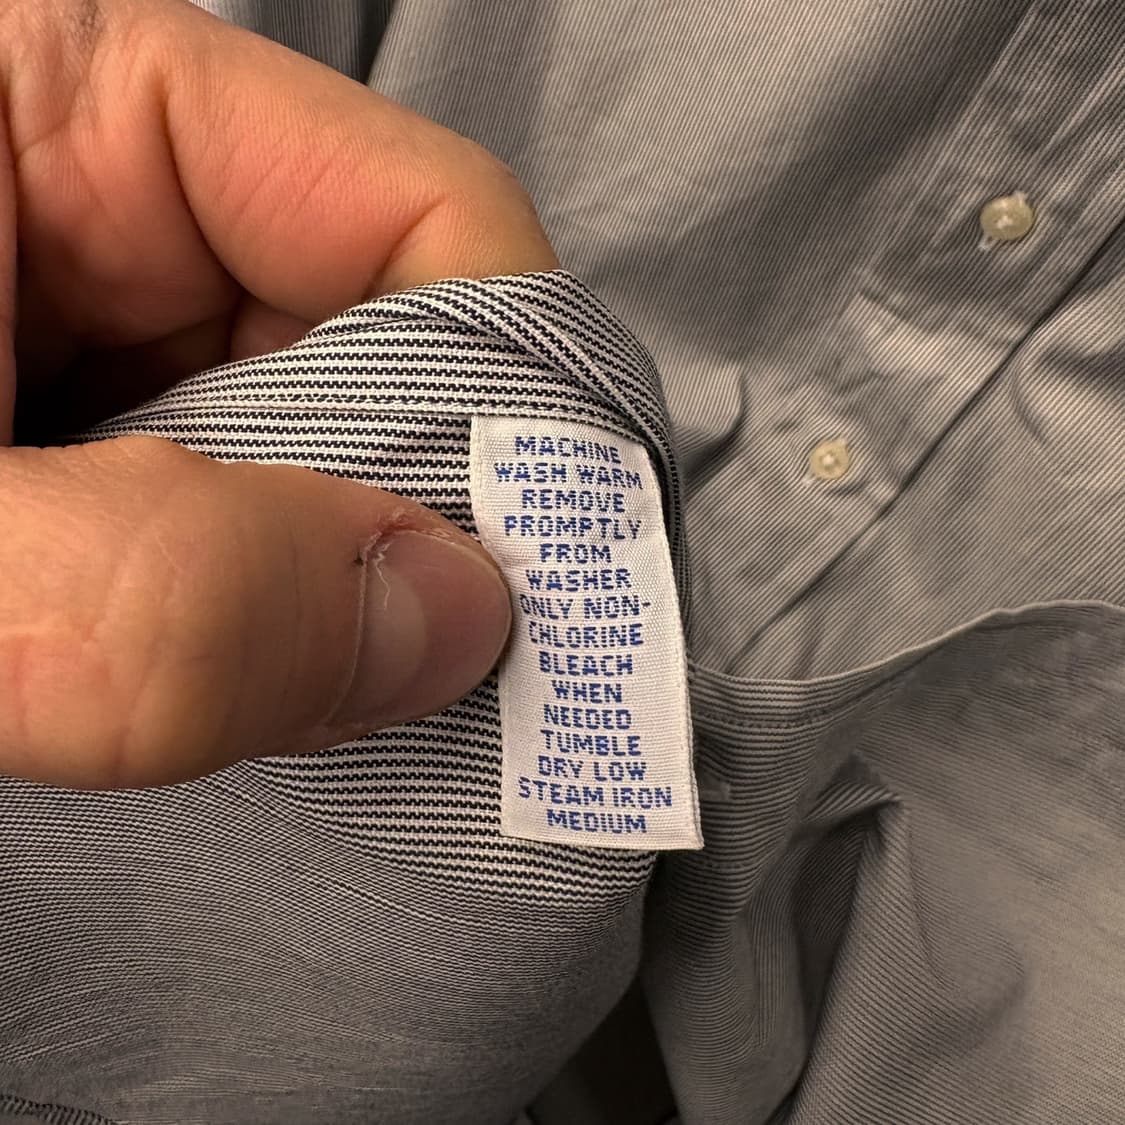 MACHINE
WASH WARM
REMOVE
PROMPTLY
FROM
WASHER
ONLY NON-
CHLORINE
BLEACH
WHEN
NEEDED
TUMBLE
DRY LOW
STEAM IRON
MEDIUM